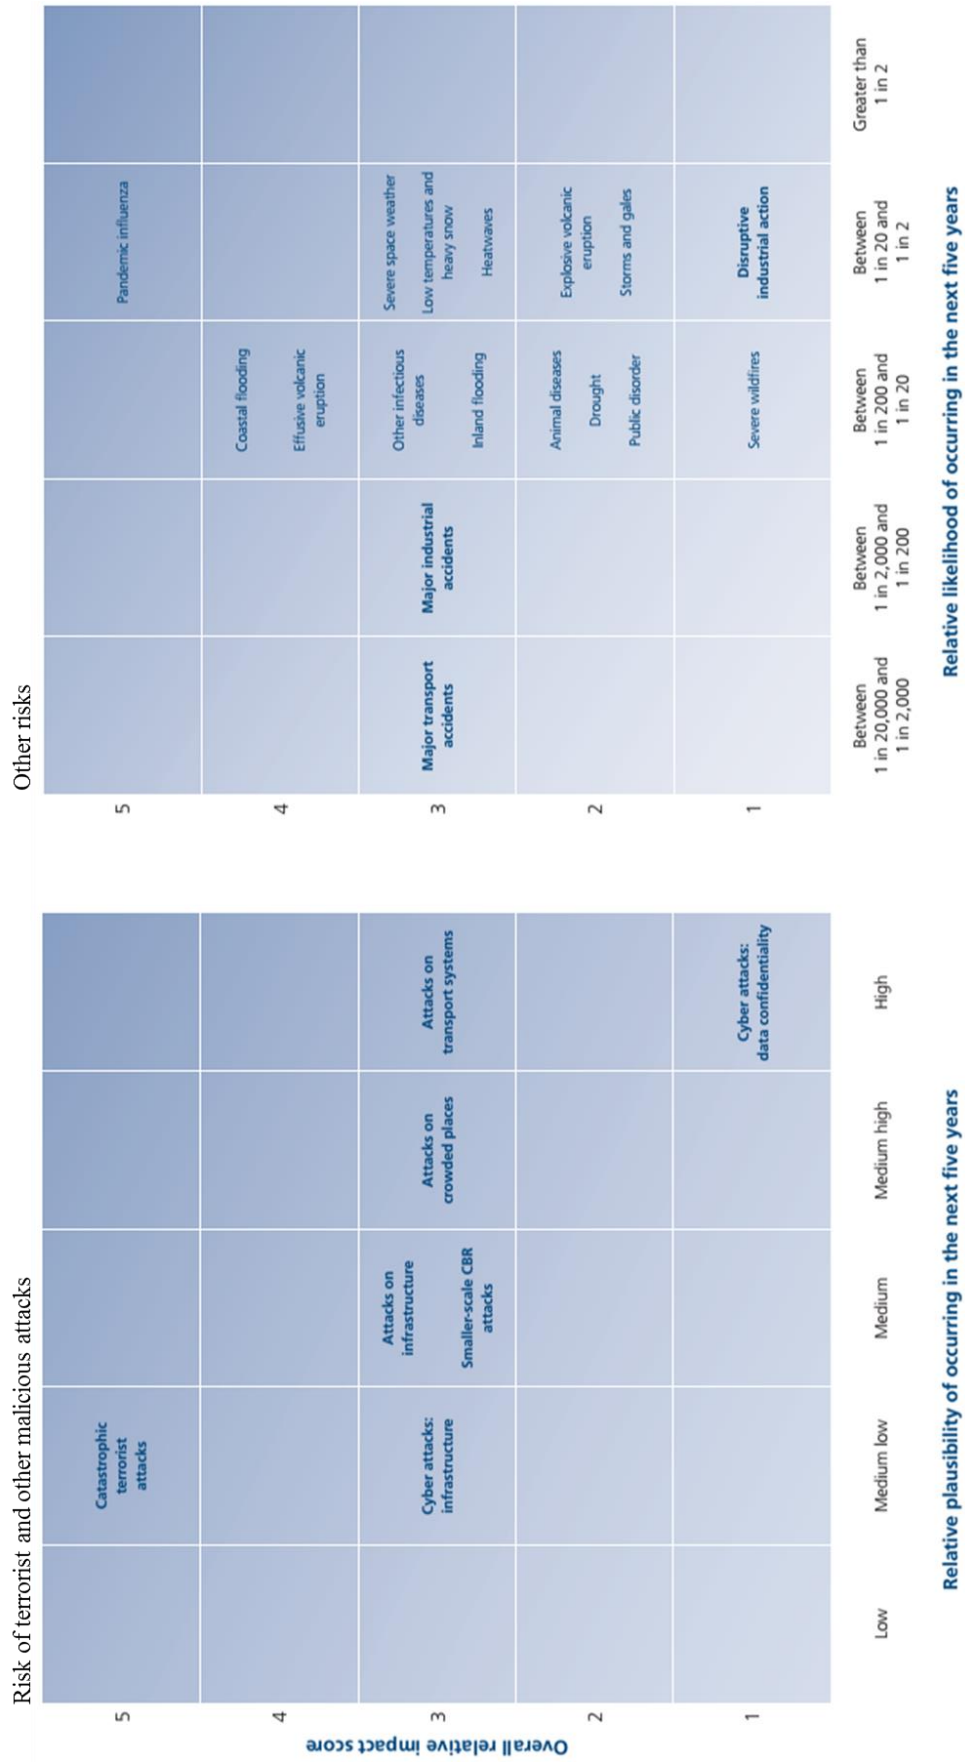 Risk of terrorist and other malicious attacks
Overall relative impact score
5
4
3
2
1
Catastrophic
terrorist
attacks
Cyber attacks:
infrastructure
Attacks on
infrastructure
Smaller-scale CBR
attacks
Attacks on
crowded places
Attacks on
transport systems
Cyber attacks:
data confidentiality
Low
Medium low
Medium
Medium high
High
Relative plausibility of occurring in the next five years
Other risks
5
4
3
2
1
Pandemic influenza
Coastal flooding
Effusive volcanic
eruption
Major transport
accidents
Major industrial
accidents
Other infectious
diseases
Inland flooding
Severe space weather
Low temperatures and
heavy snow
Heatwaves
Animal diseases
Drought
Public disorder
Explosive volcanic
eruption
Storms and gales
Severe wildfires
Disruptive
industrial action
Between
1 in 20,000 and
1 in 2,000
Between
1 in 2,000 and
1 in 200
Between
1 in 200 and
1 in 20
Between
1 in 20 and
1 in 2
Greater than
1 in 2
Relative likelihood of occurring in the next five years